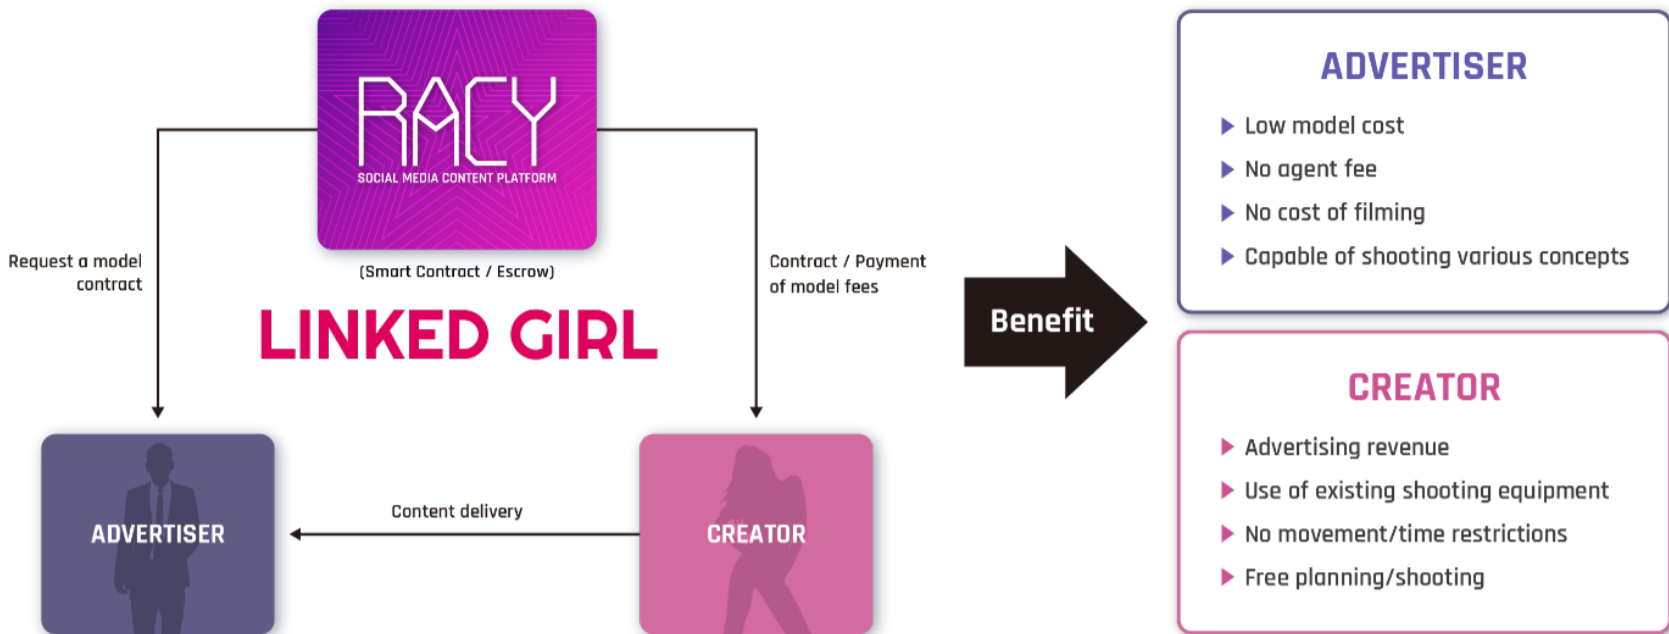 RACY
SOCIAL MEDIA CONTENT PLATFORM
(Smart Contract / Escrow)
LINKED GIRL
Request a model
contract
Contract / Payment
of model fees
ADVERTISER
Content delivery
CREATOR
Benefit
ADVERTISER
Low model cost
No agent fee
No cost of filming
Capable of shooting various concepts
CREATOR
Advertising revenue
Use of existing shooting equipment
No movement/time restrictions
Free planning/shooting